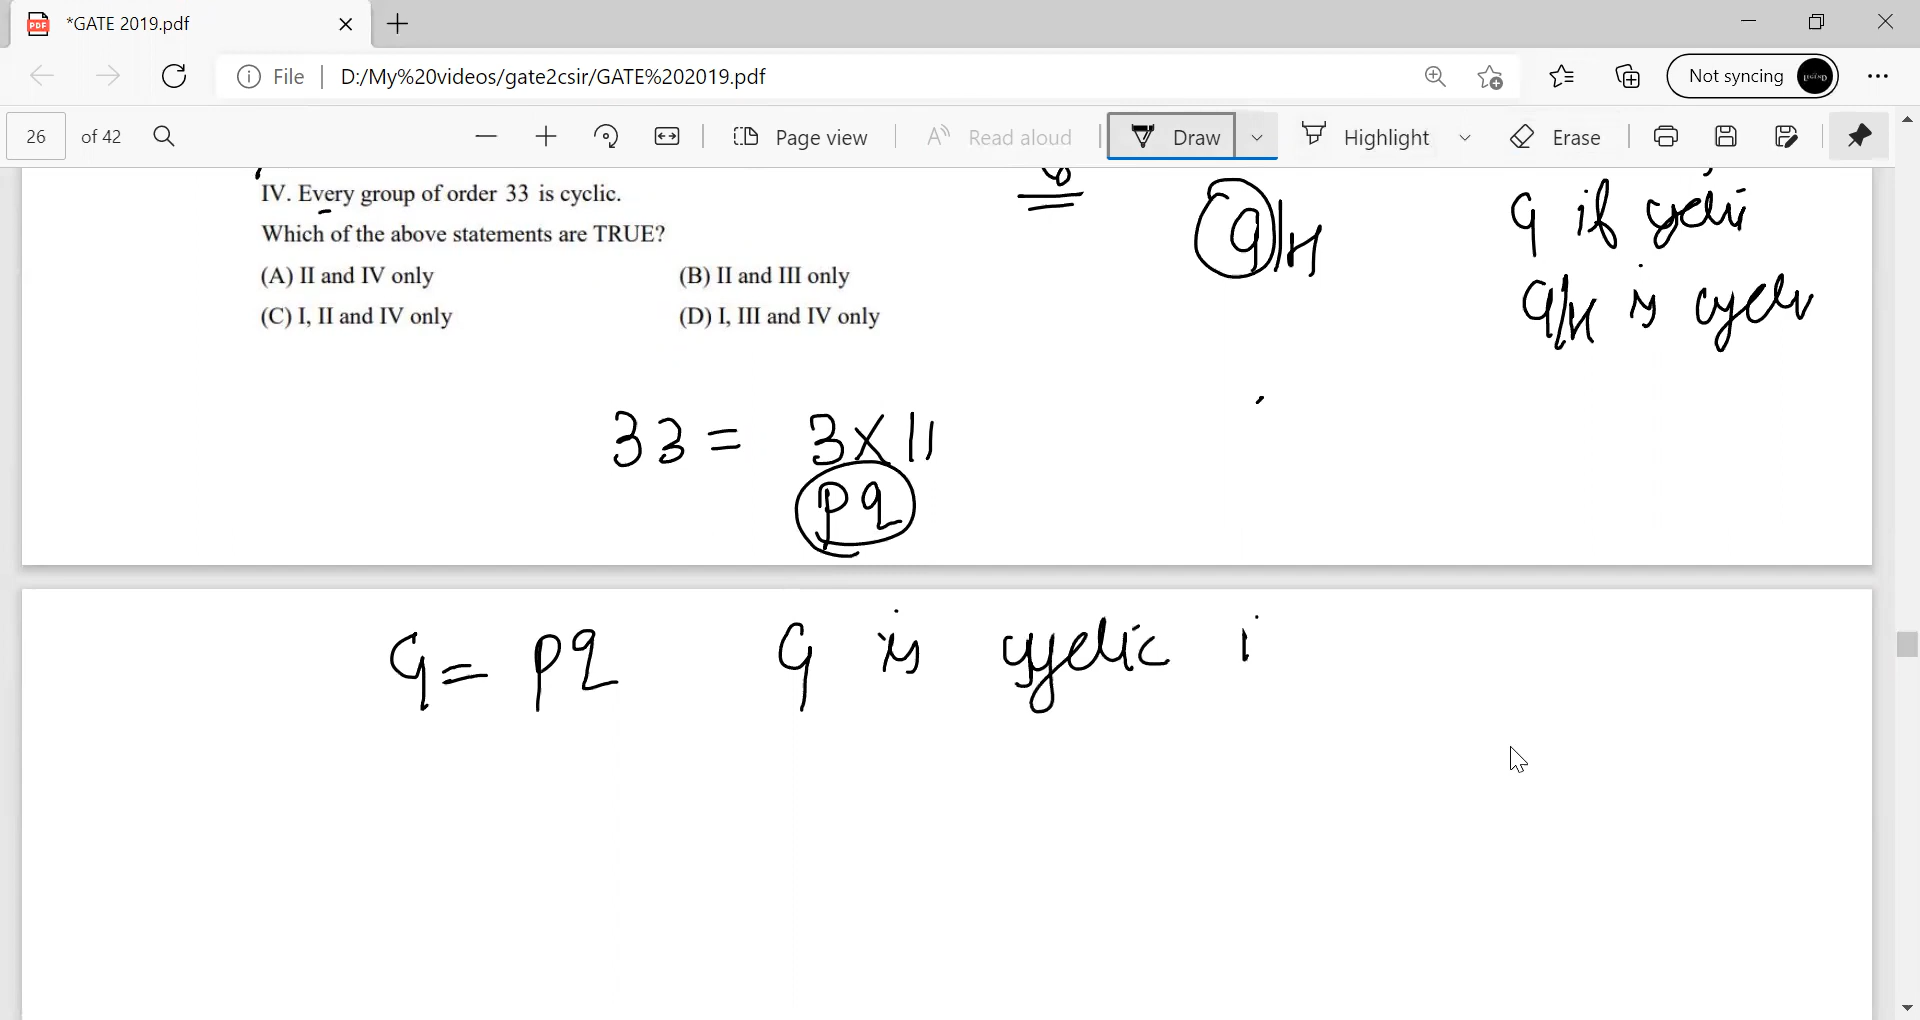 *GATE 2019.pdf
File | D:/My%20videos/gate2csir/GATE%202019.pdf
Not syncing
26 of 42
Page view
Read aloud
Draw
Highlight
Erase
IV. Every group of order 33 is cyclic.
Which of the above statements are TRUE?
(A) II and IV only
(B) II and III only
(C) I, II and IV only
(D) I, III and IV only
G/H
G if cyclic
G/H is cyclic
33 = 3 X 11
pq
G = pq G is cyclic i